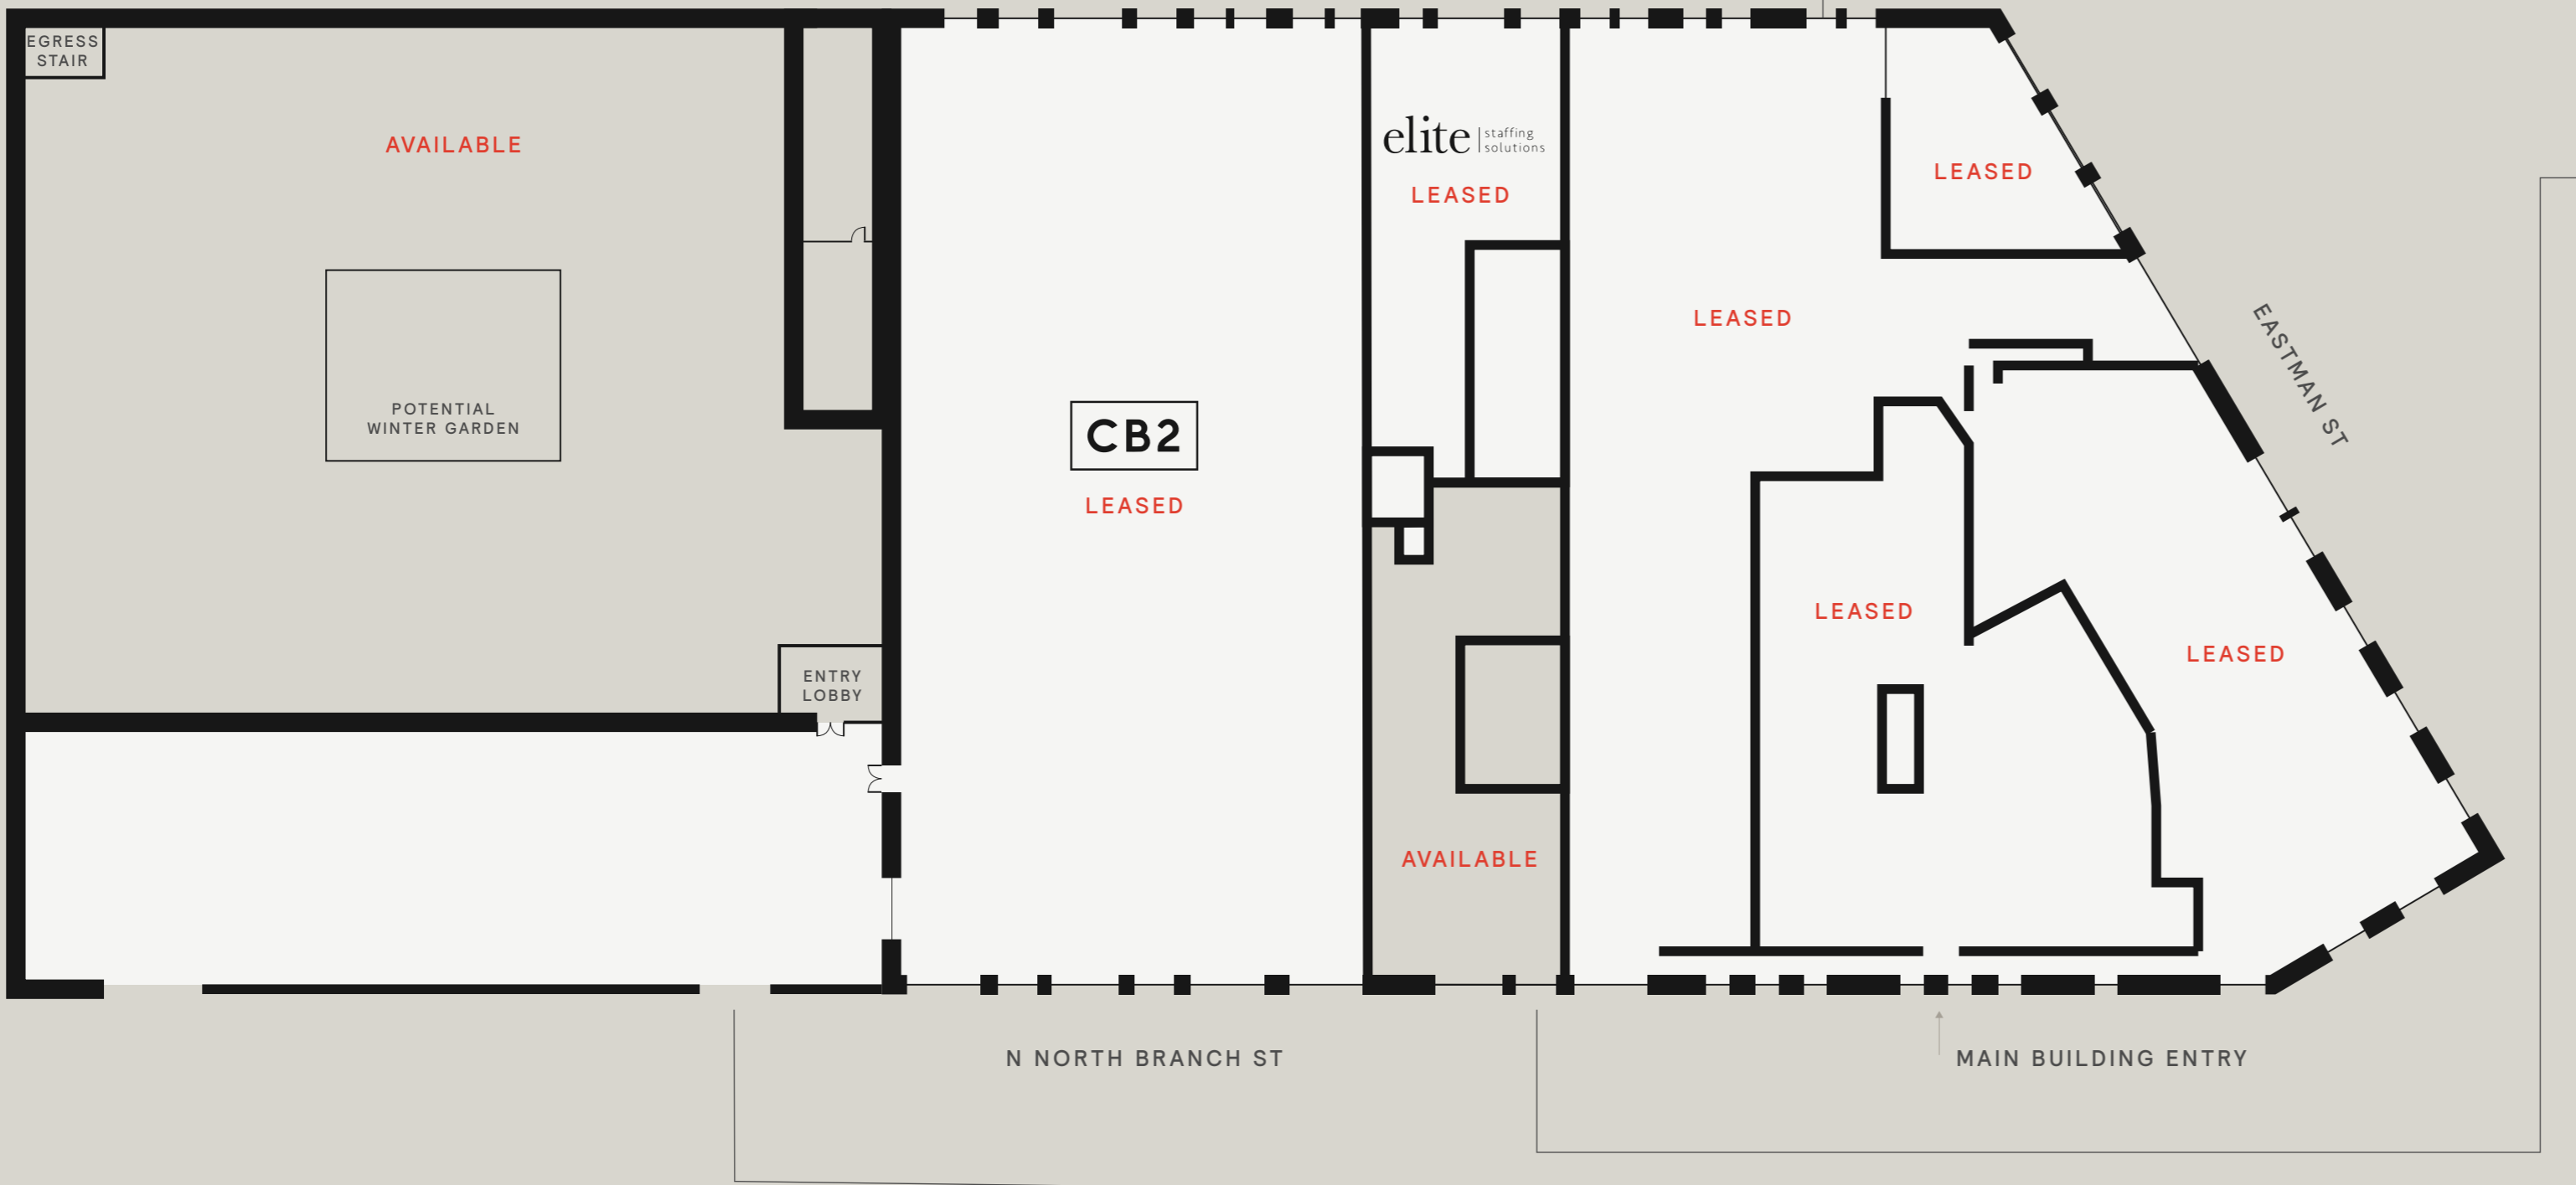 EGRESS
STAIR
AVAILABLE
POTENTIAL
WINTER GARDEN
ENTRY
LOBBY
CB2
LEASED
elite
staffing
solutions
LEASED
AVAILABLE
LEASED
LEASED
LEASED
LEASED
EASTMAN ST
N NORTH BRANCH ST
MAIN BUILDING ENTRY